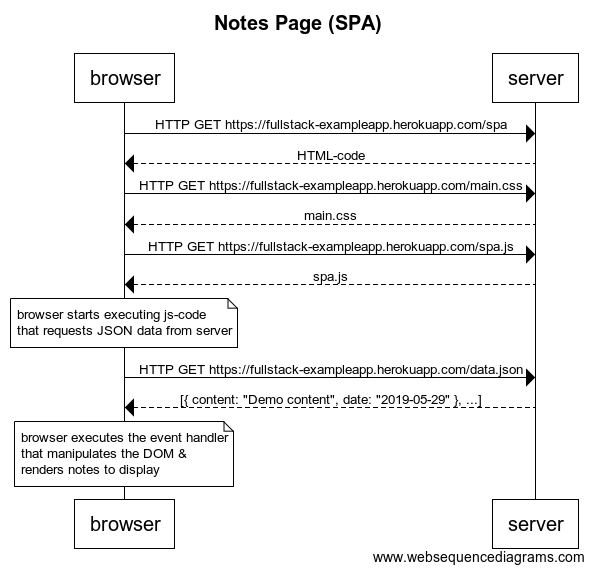 Notes Page (SPA)
browser
server
HTTP GET https://fullstack-exampleapp.herokuapp.com/spa
HTML-code
HTTP GET https://fullstack-exampleapp.herokuapp.com/main.css
main.css
HTTP GET https://fullstack-exampleapp.herokuapp.com/spa.js
spa.js
browser starts executing js-code
that requests JSON data from server
HTTP GET https://fullstack-exampleapp.herokuapp.com/data.json
[{ content: "Demo content", date: "2019-05-29" }, ...]
browser executes the event handler
that manipulates the DOM &
renders notes to display
browser
server
www.websequencediagrams.com